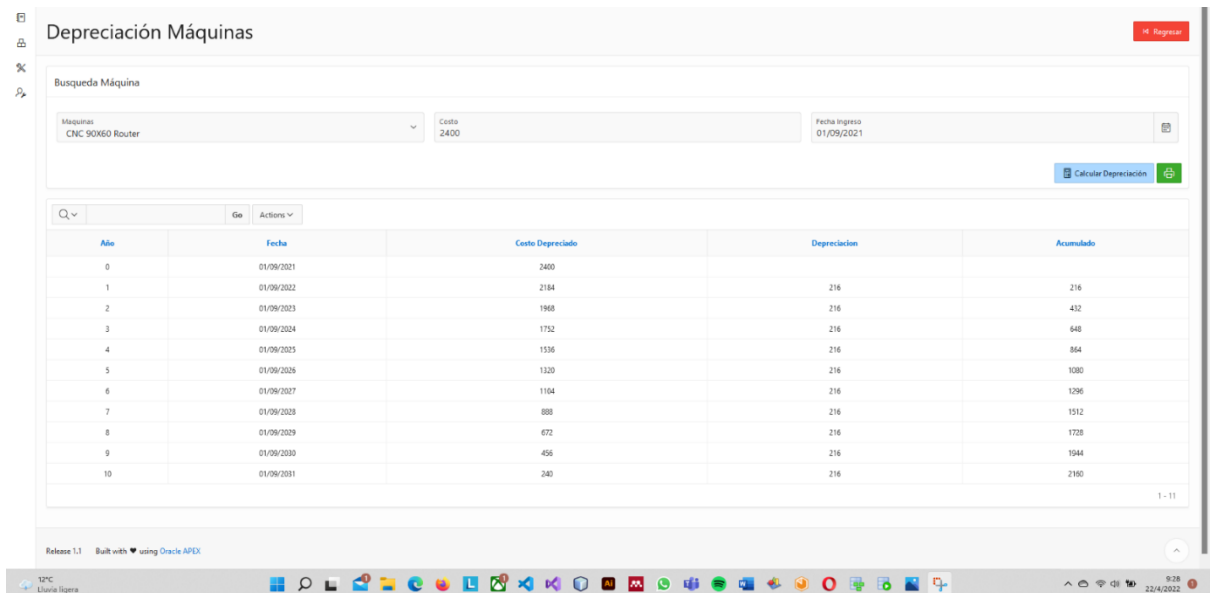 Depreciación Máquinas
Regresar
Busqueda Máquina
Maquinas
CNC 90X60 Router
Costo
2400
Fecha Ingreso
01/09/2021
Calcular Depreciación
Go Actions
Año Fecha Costo Depreciado Depreciacion Acumulado
0 01/09/2021 2400
1 01/09/2022 2184 216 216
2 01/09/2023 1968 216 432
3 01/09/2024 1752 216 648
4 01/09/2025 1536 216 864
5 01/09/2026 1320 216 1080
6 01/09/2027 1104 216 1296
7 01/09/2028 888 216 1512
8 01/09/2029 672 216 1728
9 01/09/2030 456 216 1944
10 01/09/2031 240 216 2160
1 - 11
Release 1.1 Built with ♥ using Oracle APEX
12°C
Lluvia ligera
9:28
22/4/2022